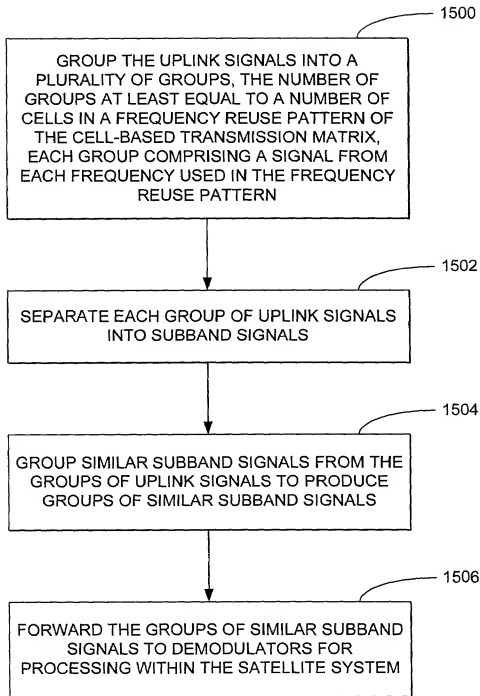 1500
GROUP THE UPLINK SIGNALS INTO A
PLURALITY OF GROUPS, THE NUMBER OF
GROUPS AT LEAST EQUAL TO A NUMBER OF
CELLS IN A FREQUENCY REUSE PATTERN OF
THE CELL-BASED TRANSMISSION MATRIX,
EACH GROUP COMPRISING A SIGNAL FROM
EACH FREQUENCY USED IN THE FREQUENCY
REUSE PATTERN
1502
SEPARATE EACH GROUP OF UPLINK SIGNALS
INTO SUBBAND SIGNALS
1504
GROUP SIMILAR SUBBAND SIGNALS FROM THE
GROUPS OF UPLINK SIGNALS TO PRODUCE
GROUPS OF SIMILAR SUBBAND SIGNALS
1506
FORWARD THE GROUPS OF SIMILAR SUBBAND
SIGNALS TO DEMODULATORS FOR
PROCESSING WITHIN THE SATELLITE SYSTEM